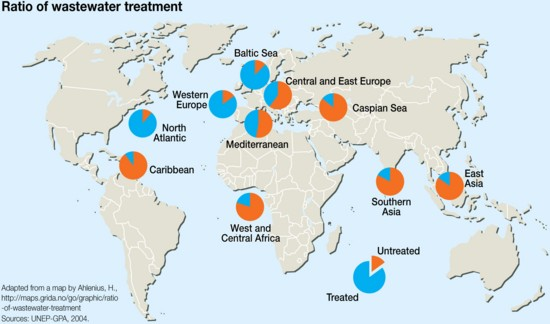 Ratio of wastewater treatment
Baltic Sea
Central and East Europe
Western
Europe
Caspian Sea
North
Atlantic
Mediterranean
Caribbean
East
Asia
Southern
Asia
West and
Central Africa
Untreated
Treated
Adapted from a map by Ahlenius, H.,
http://maps.grida.no/go/graphic/ratio
-of-wastewater-treatment
Sources: UNEP-GPA, 2004.